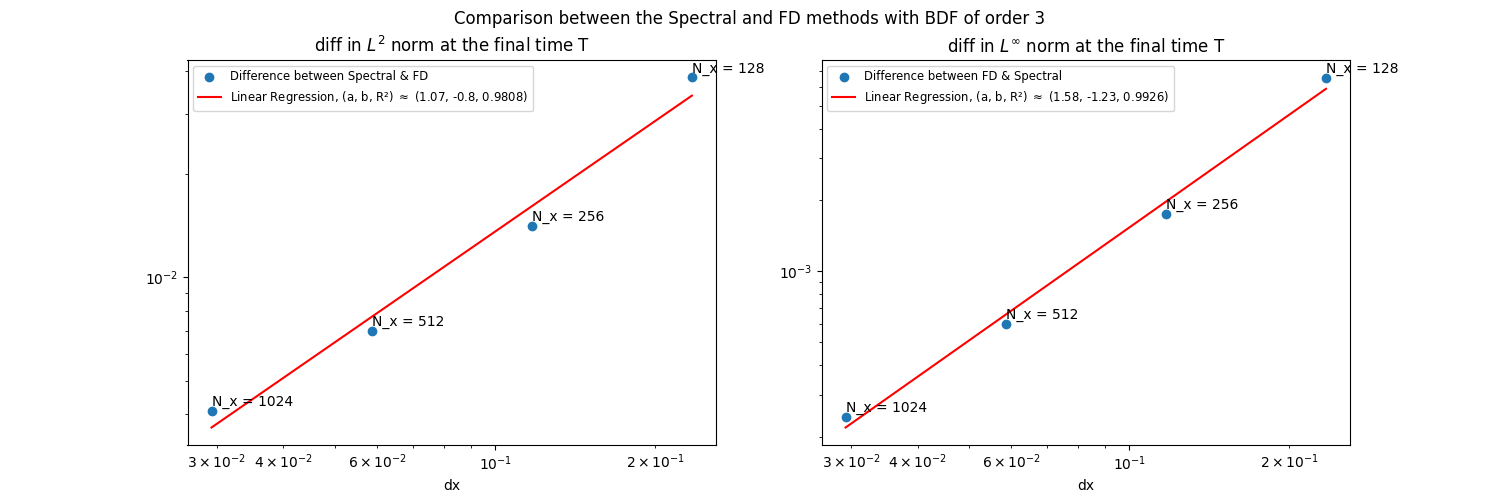 Comparison between the Spectral and FD methods with BDF of order 3
diff in L² norm at the final time T
Difference between Spectral & FD
Linear Regression, (a, b, R²) ≈ (1.07, -0.8, 0.9808)
N_x = 128
N_x = 256
N_x = 512
N_x = 1024
10⁻²
3 × 10⁻² 4 × 10⁻² 6 × 10⁻² 10⁻¹ 2 × 10⁻¹
dx
diff in L^∞ norm at the final time T
Difference between FD & Spectral
Linear Regression, (a, b, R²) ≈ (1.58, -1.23, 0.9926)
N_x = 128
N_x = 256
N_x = 512
N_x = 1024
10⁻³
3 × 10⁻² 4 × 10⁻² 6 × 10⁻² 10⁻¹ 2 × 10⁻¹
dx